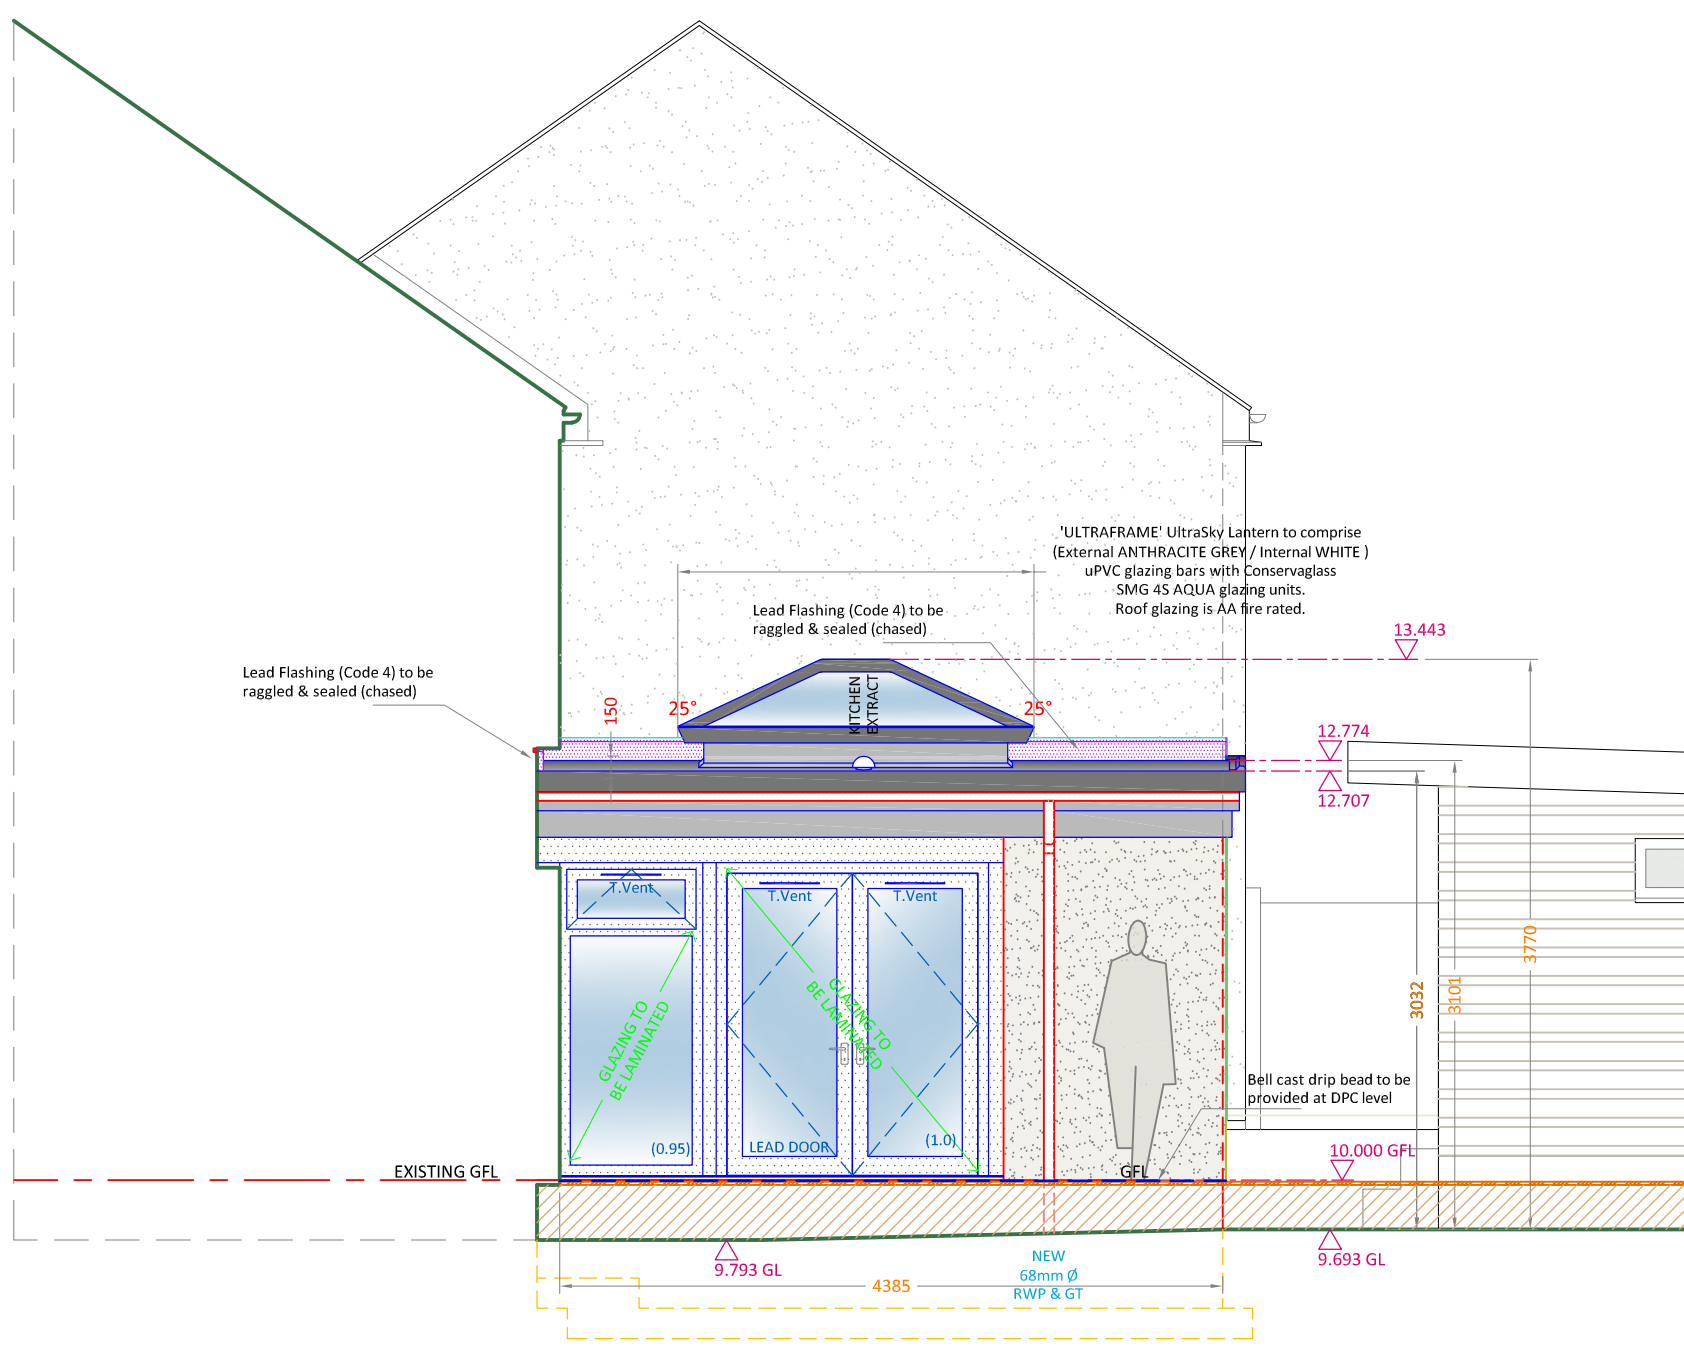 'ULTRAFRAME' UltraSky Lantern to comprise
(External ANTHRACITE GREY / Internal WHITE )
uPVC glazing bars with Conservaglass
SMG 4S AQUA glazing units.
Roof glazing is AA fire rated.
Lead Flashing (Code 4) to be
raggled & sealed (chased)
13.443
Lead Flashing (Code 4) to be
raggled & sealed (chased)
150
25°
KITCHEN
EXTRACT
25°
12.774
12.707
T.Vent
T.Vent
T.Vent
GLAZING TO
BE LAMINATED
GLAZING TO
BE LAMINATED
3770
3032
3101
Bell cast drip bead to be
provided at DPC level
(0.95)
LEAD DOOR
(1.0)
10.000 GFL
EXISTING GFL
GFL
9.793 GL
NEW
68mm Ø
RWP & GT
9.693 GL
4385